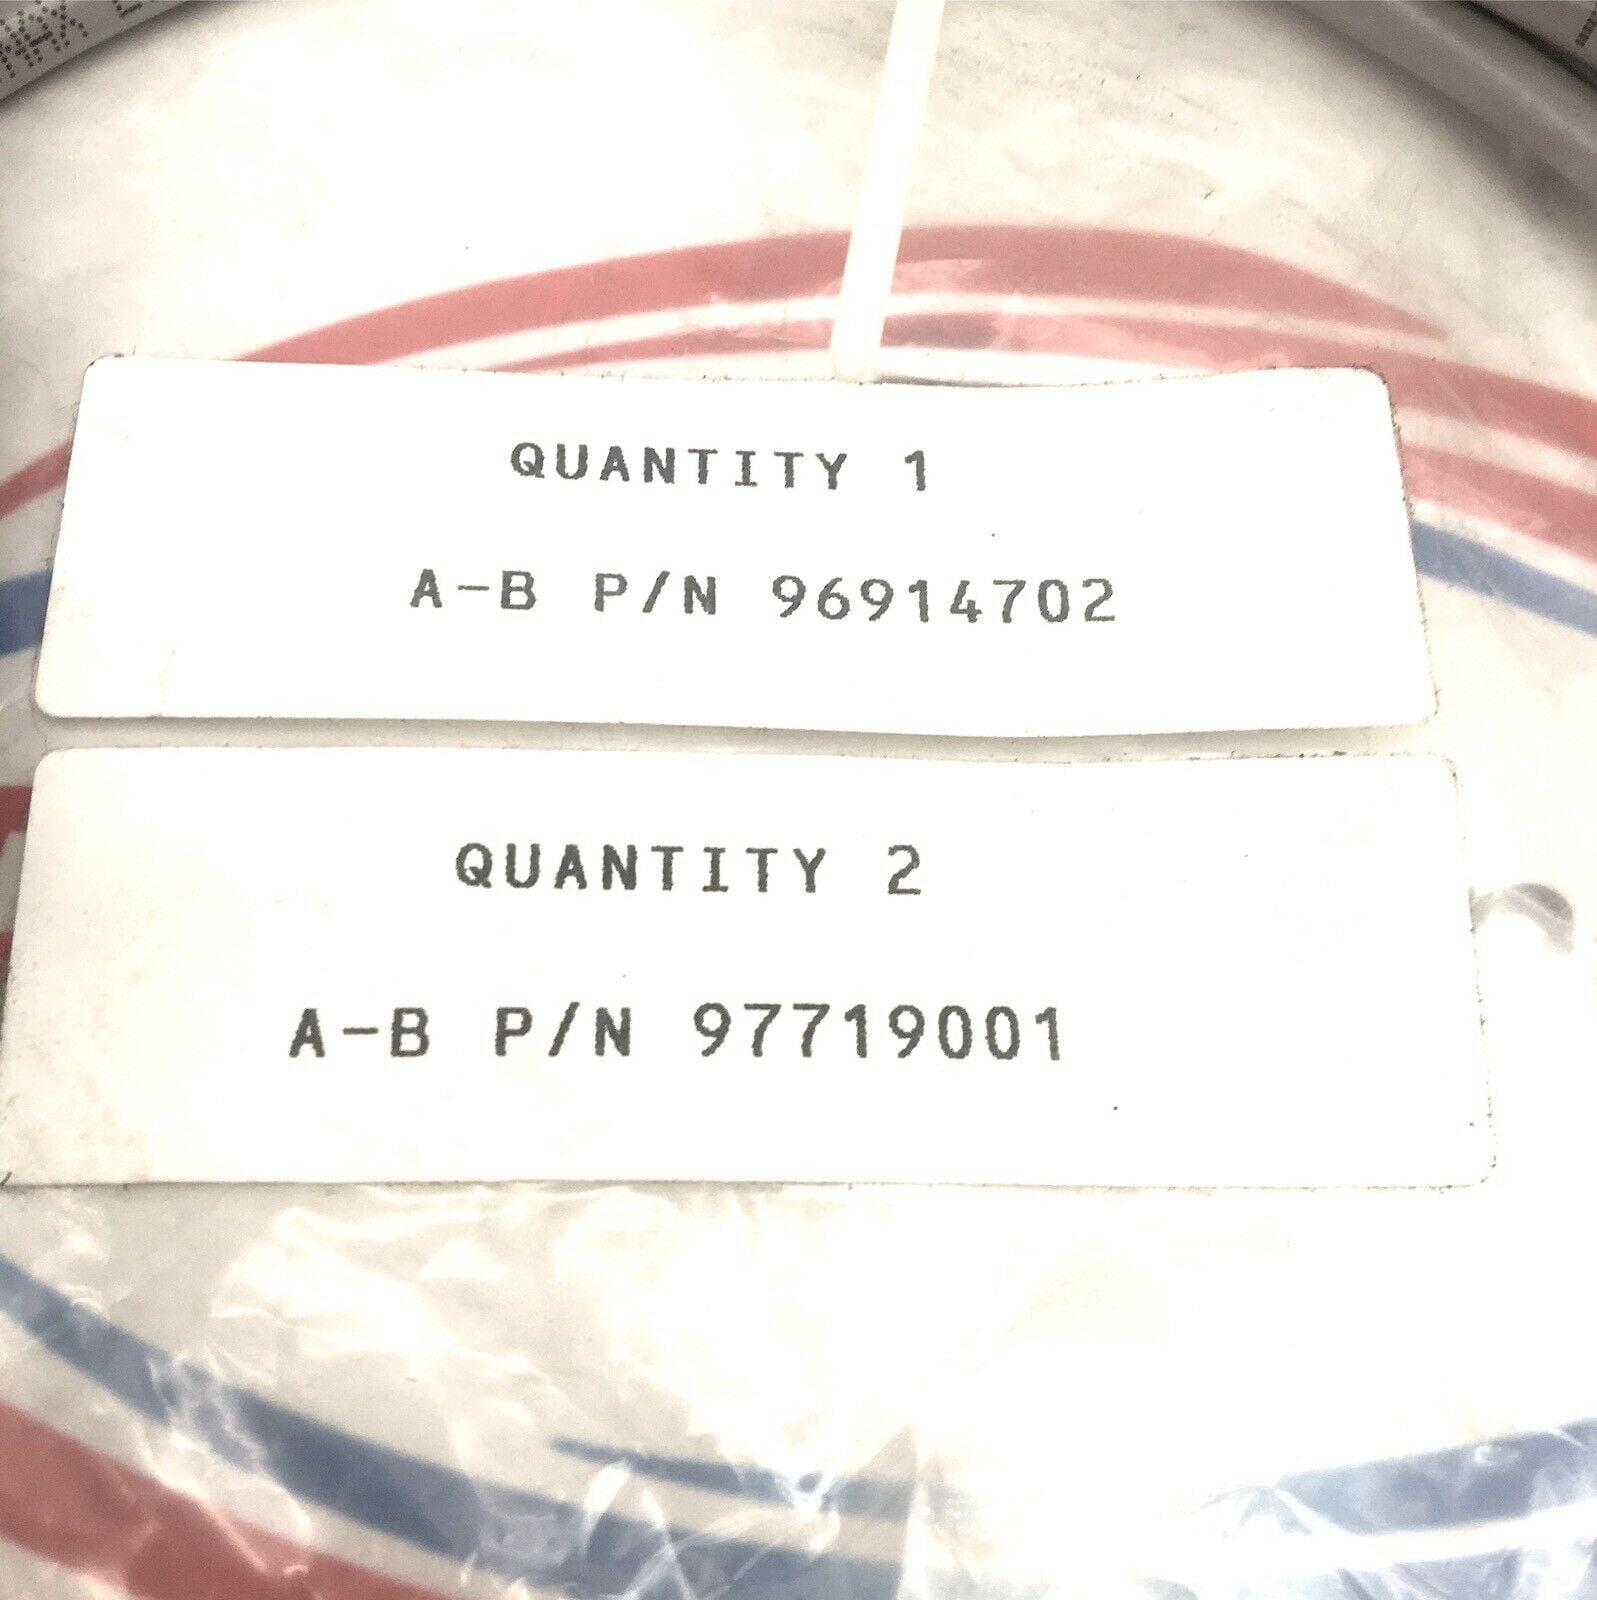 QUANTITY 1
A-B P/N 96914702
QUANTITY 2
A-B P/N 97719001